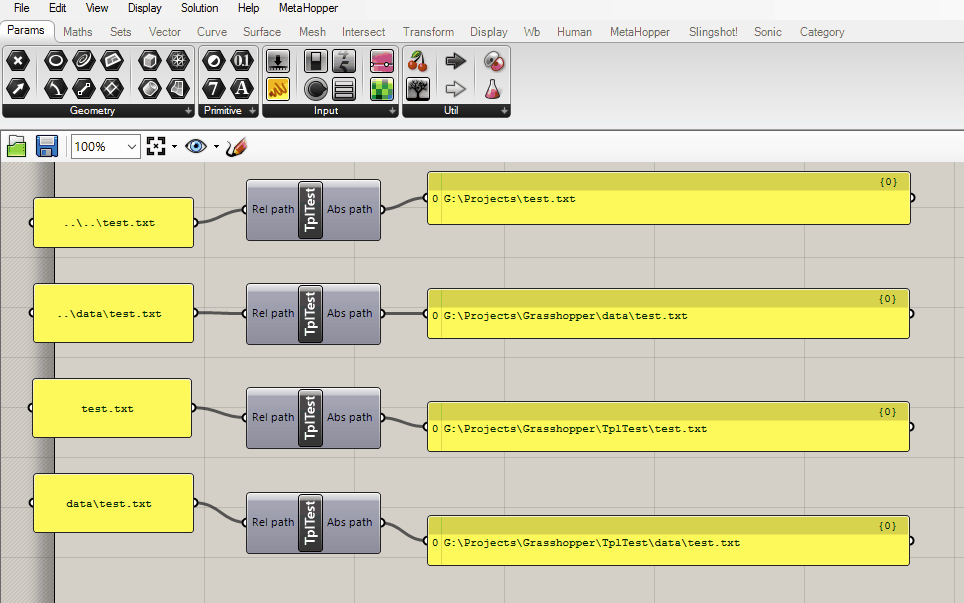 File Edit View Display Solution Help MetaHopper
Params Maths Sets Vector Curve Surface Mesh Intersect Transform Display Wb Human MetaHopper Slingshot! Sonic Category
0.1
7 A
Geometry Primitive Input Util
100%
..\..\test.txt
Rel path TplTest Abs path
{0}
0 G:\Projects\test.txt
..\data\test.txt
Rel path TplTest Abs path
{0}
0 G:\Projects\Grasshopper\data\test.txt
test.txt
Rel path TplTest Abs path
{0}
0 G:\Projects\Grasshopper\TplTest\test.txt
data\test.txt
Rel path TplTest Abs path
{0}
0 G:\Projects\Grasshopper\TplTest\data\test.txt